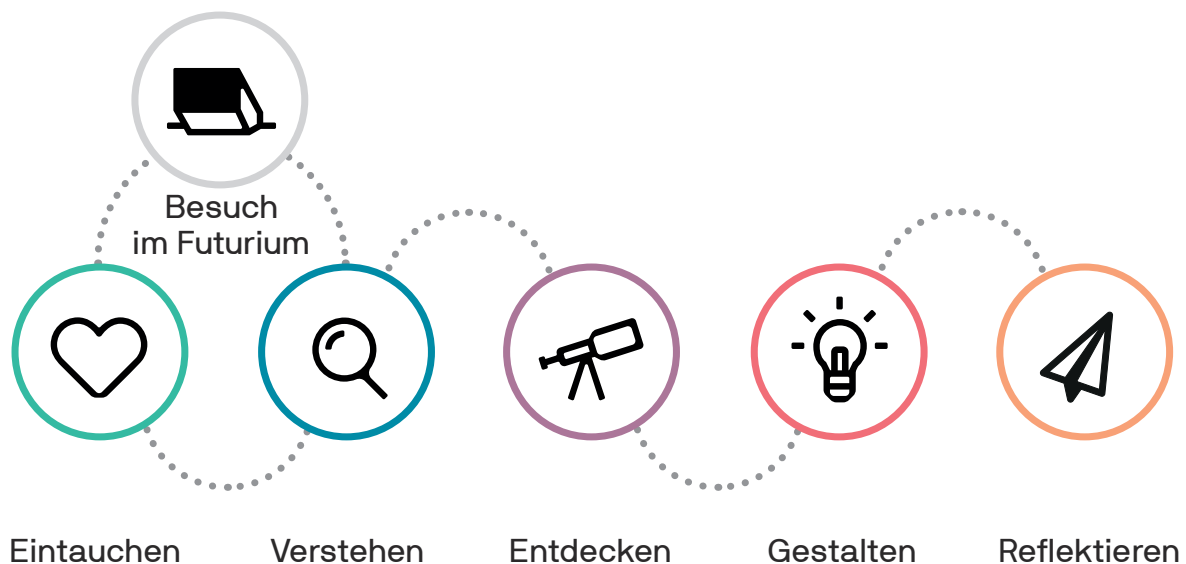 Besuch
im Futurium
Eintauchen
Verstehen
Entdecken
Gestalten
Reflektieren